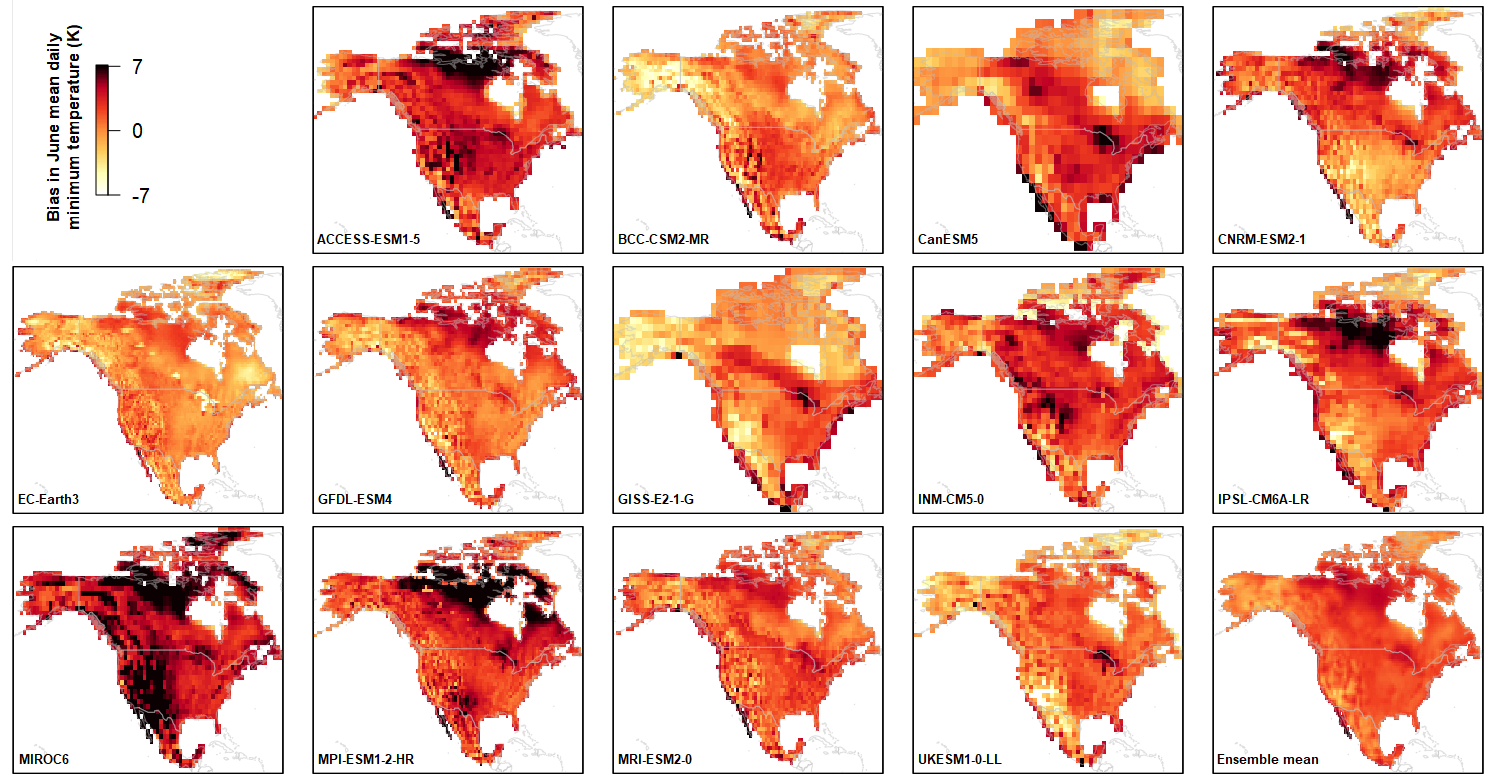 Bias in June mean daily
minimum temperature (K)
7
0
-7
ACCESS-ESM1-5
BCC-CSM2-MR
CanESM5
CNRM-ESM2-1
EC-Earth3
GFDL-ESM4
GISS-E2-1-G
INM-CM5-0
IPSL-CM6A-LR
MIROC6
MPI-ESM1-2-HR
MRI-ESM2-0
UKESM1-0-LL
Ensemble mean